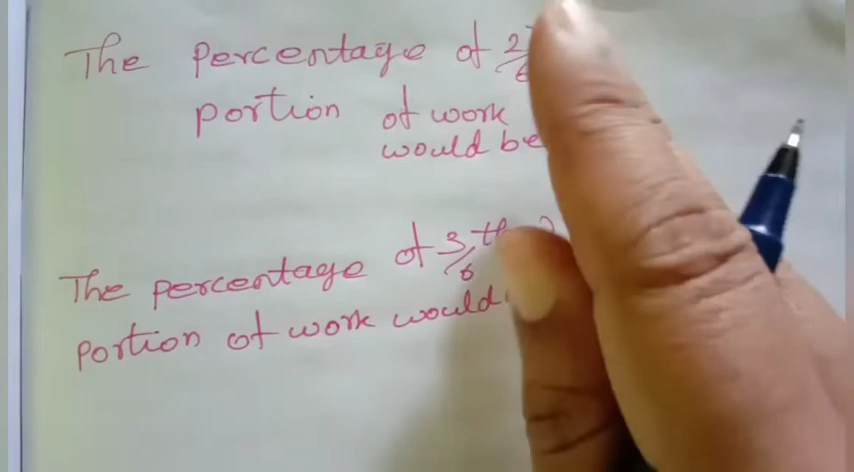 The percentage of 2/6
portion of work
would be
The percentage of 3/6 th
portion of work would